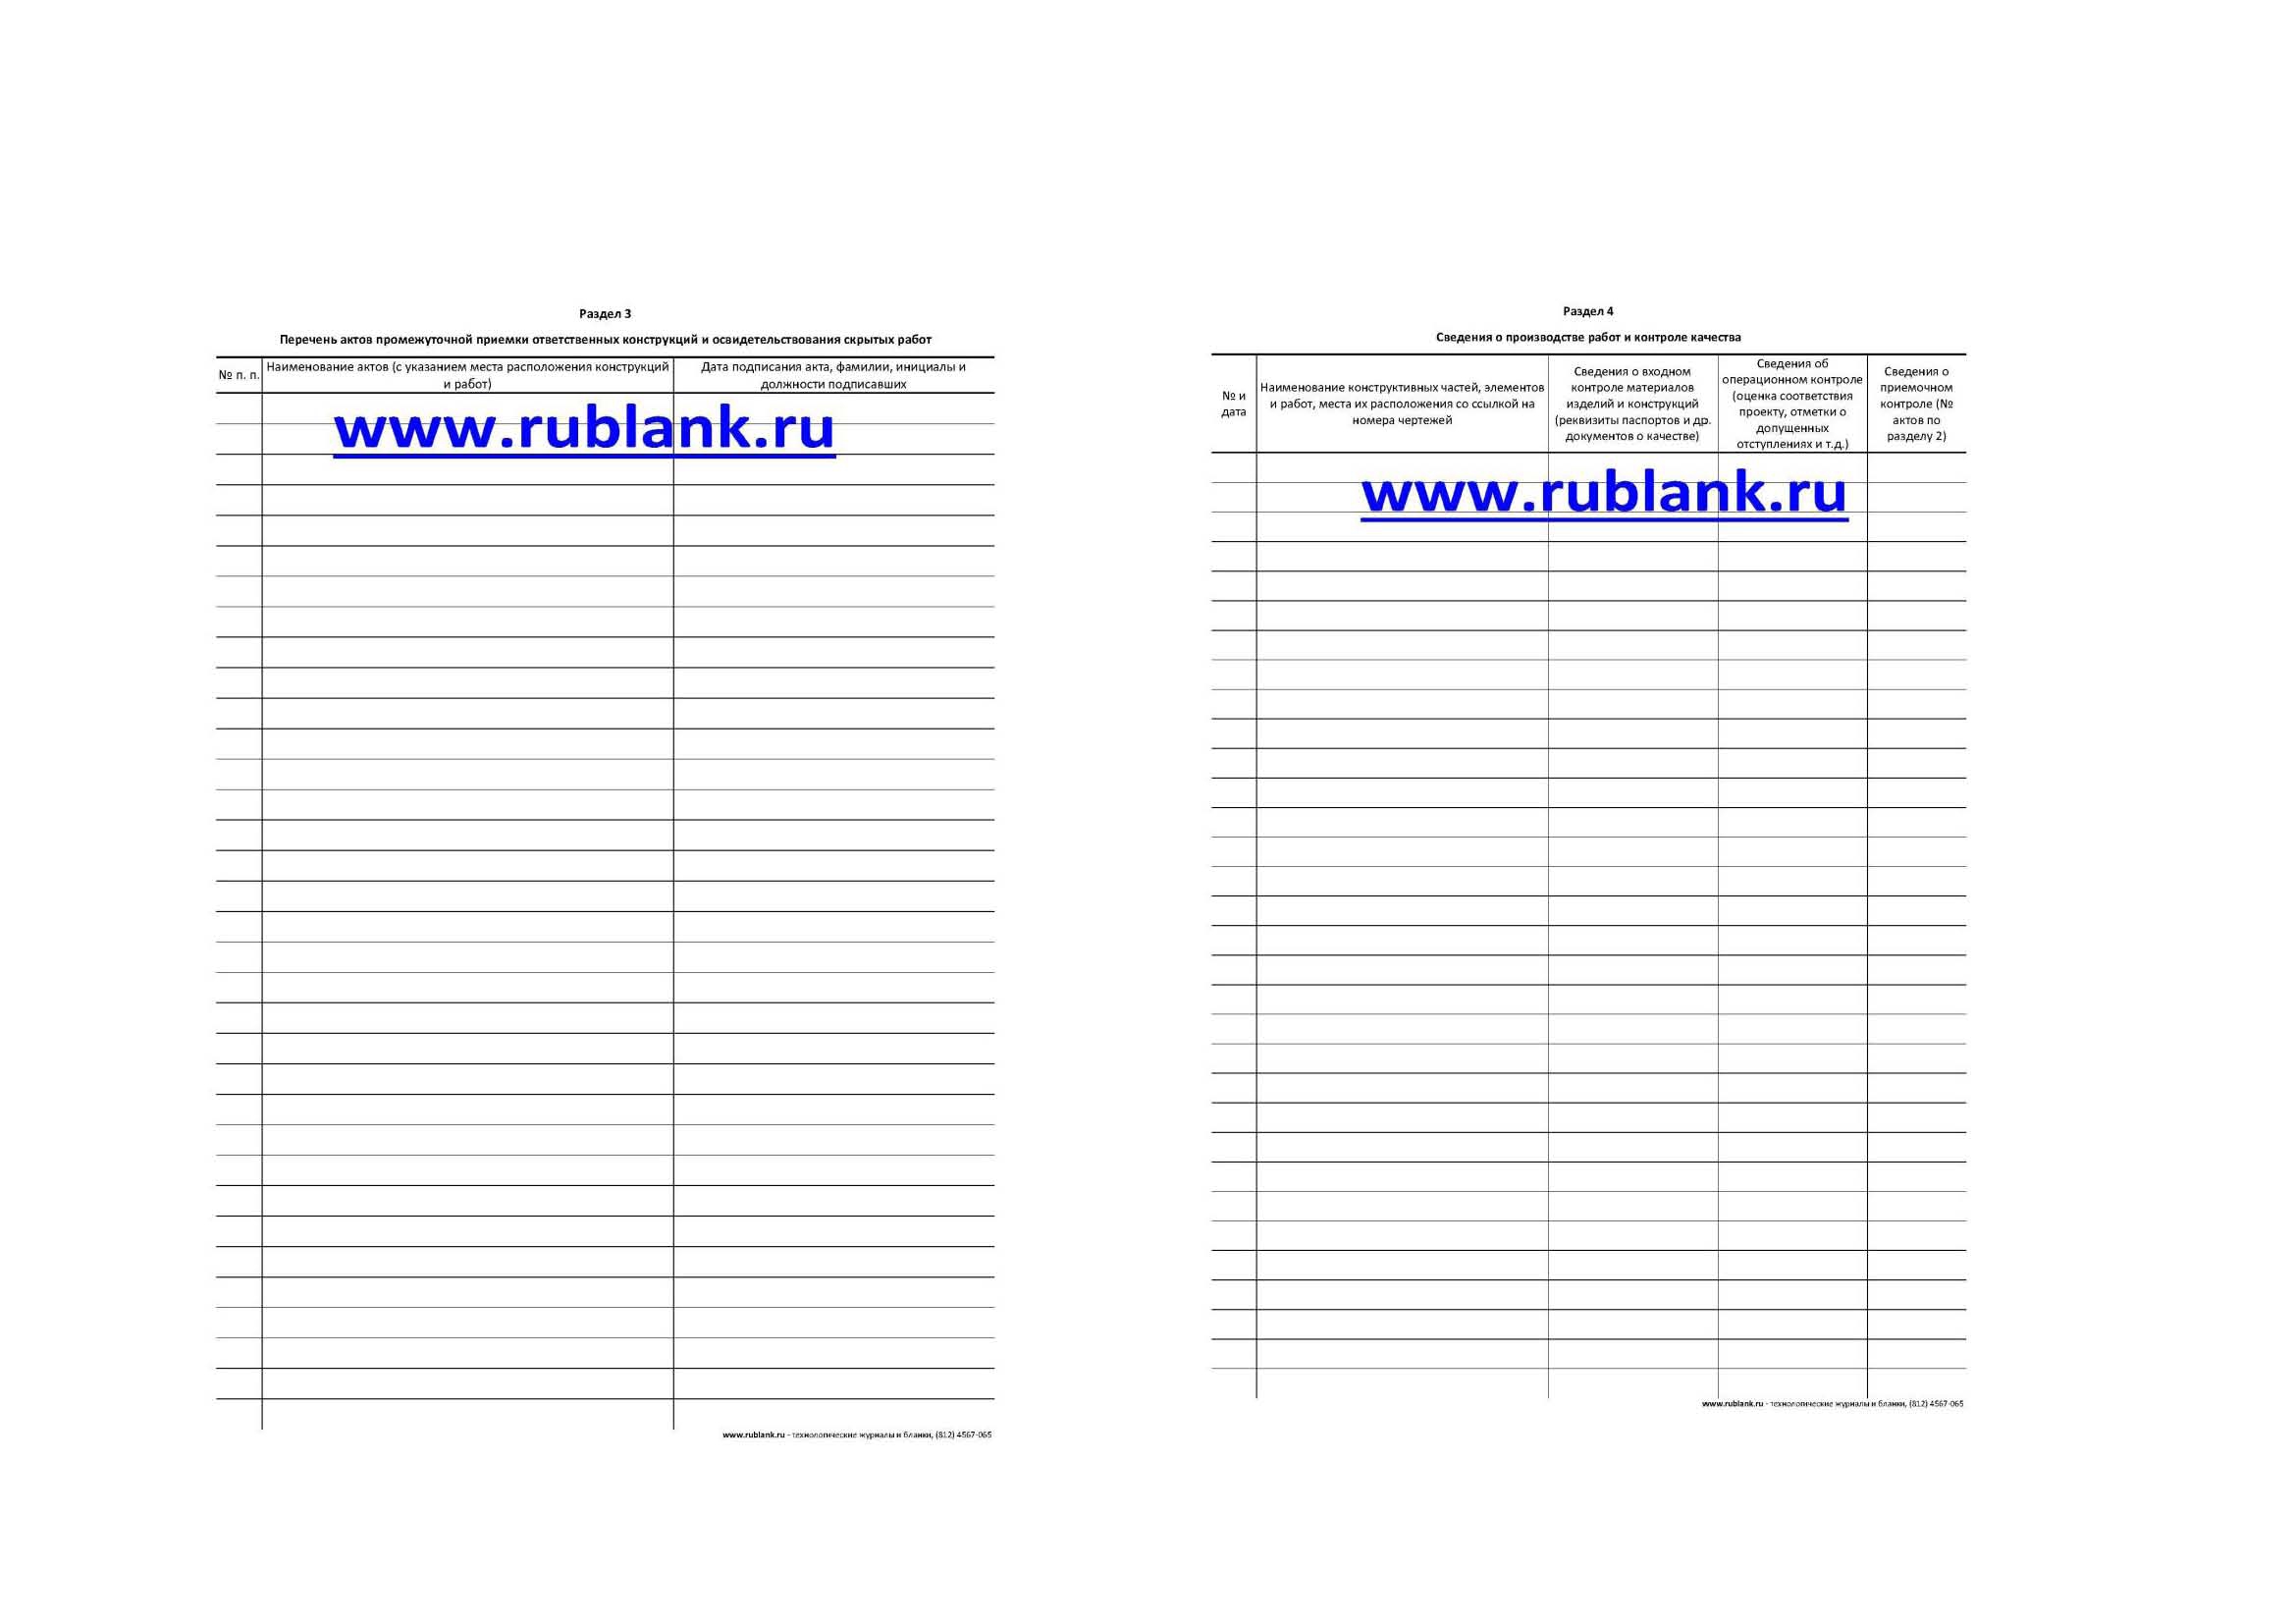 Раздел 3
Перечень актов промежуточной приемки ответственных конструкций и освидетельствования скрытых работ
№ п. п.
Наименование актов (с указанием места расположения конструкций
и работ)
Дата подписания акта, фамилии, инициалы и
должности подписавших
www.rublank.ru
www.rublank.ru - технологические журналы и бланки, (812) 4567-065
Раздел 4
Сведения о производстве работ и контроле качества
№ и
дата
Наименование конструктивных частей, элементов
и работ, места их расположения со ссылкой на
номера чертежей
Сведения о входном
контроле материалов
изделий и конструкций
(реквизиты паспортов и др.
документов о качестве)
Сведения об
операционном контроле
(оценка соответствия
проекту, отметки о
допущенных
отступлениях и т.д.)
Сведения о
приемочном
контроле (№
актов по
разделу 2)
www.rublank.ru
www.rublank.ru - технологические журналы и бланки, (812) 4567-065